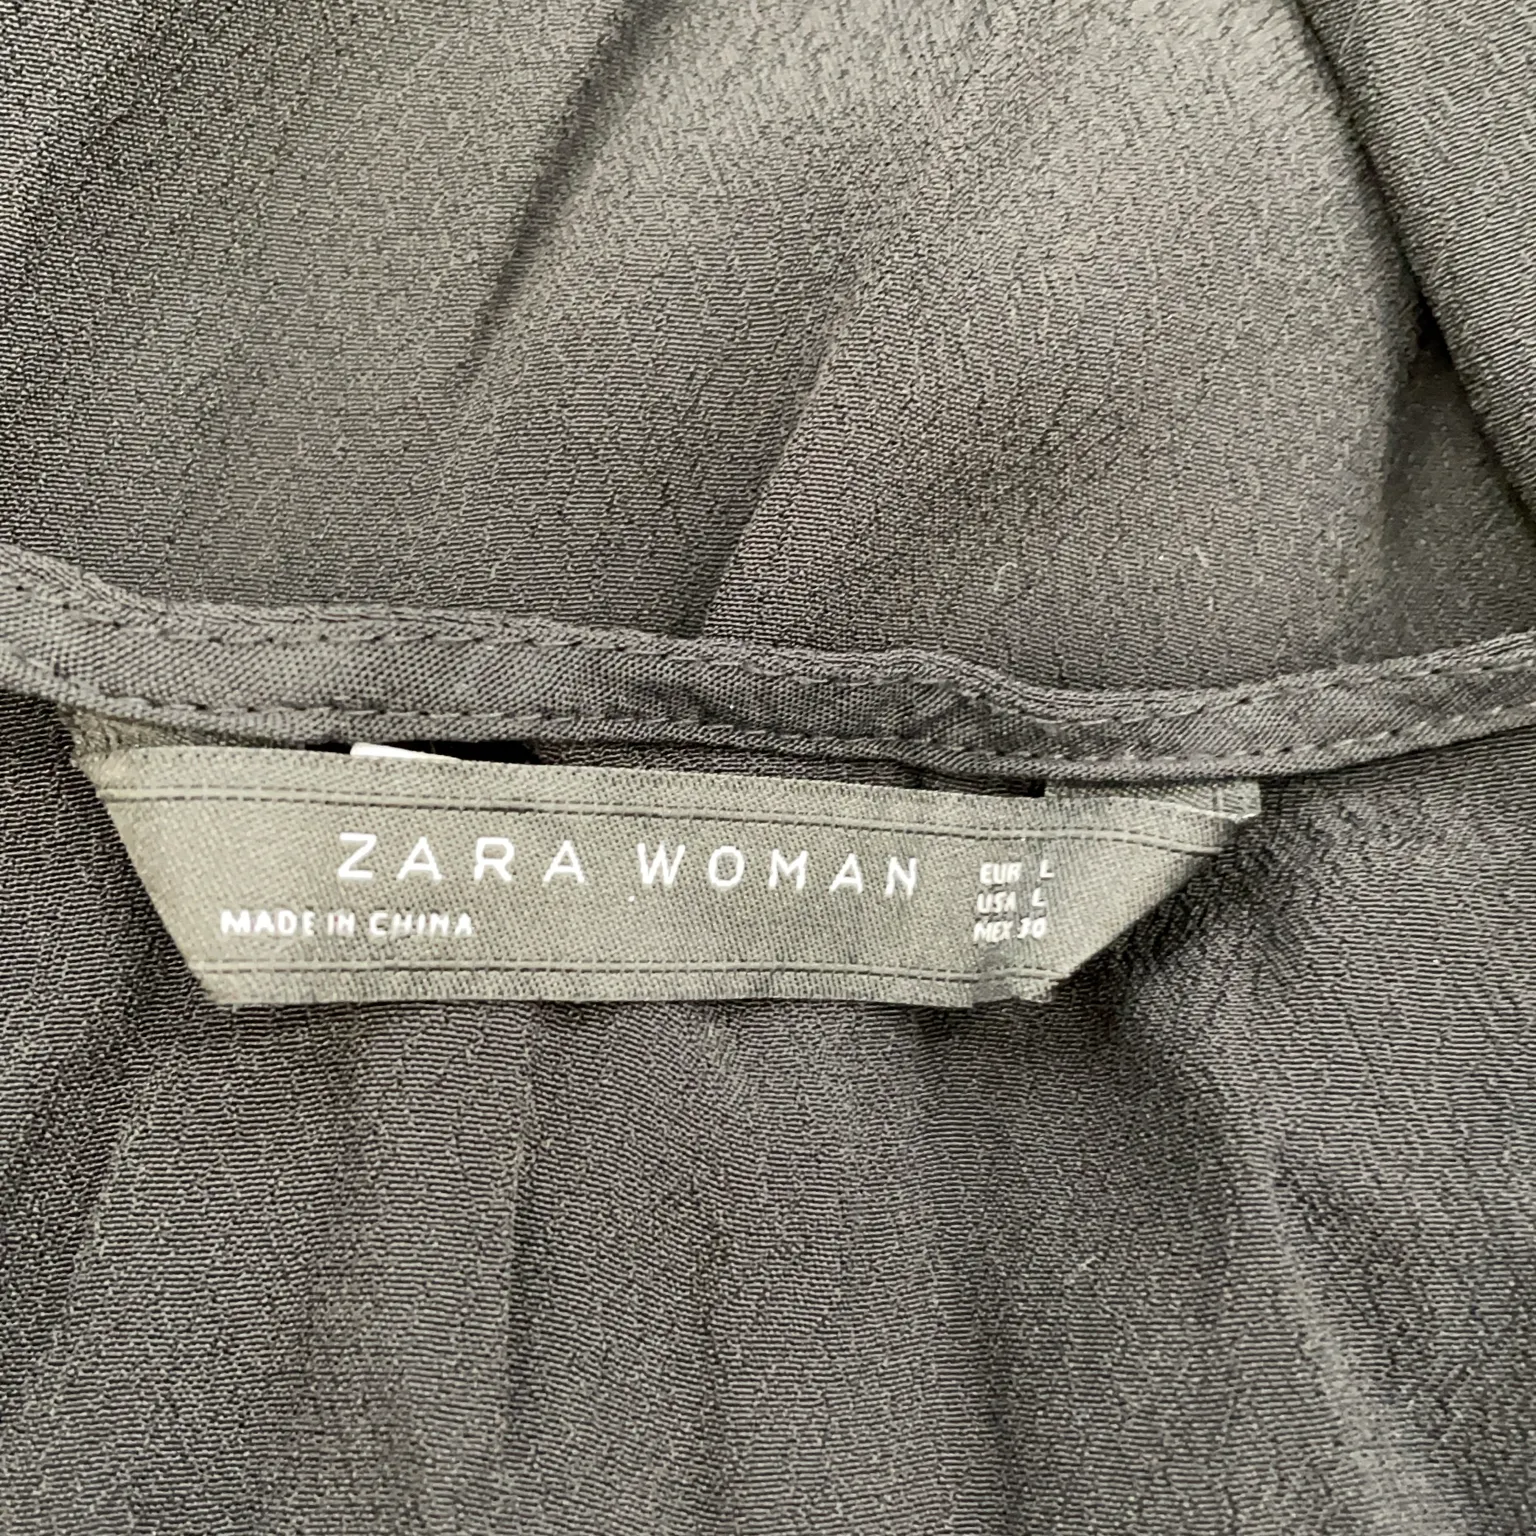 ZARA WOMAN
MADE IN CHINA
EUR L
USA L
MEX 30